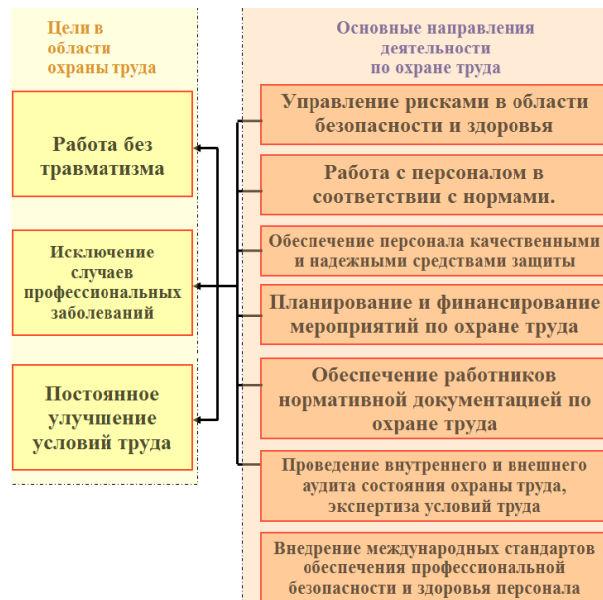 Цели в
области
охраны труда
Работа без
травматизма
Исключение
случаев
профессиональных
заболеваний
Постоянное
улучшение
условий труда
Основные направления
деятельности
по охране труда
Управление рисками в области
безопасности и здоровья
Работа с персоналом в
соответствии с нормами.
Обеспечение персонала качественными
и надежными средствами защиты
Планирование и финансирование
мероприятий по охране труда
Обеспечение работников
нормативной документацией по
охране труда
Проведение внутреннего и внешнего
аудита состояния охраны труда,
экспертиза условий труда
Внедрение международных стандартов
обеспечения профессиональной
безопасности и здоровья персонала